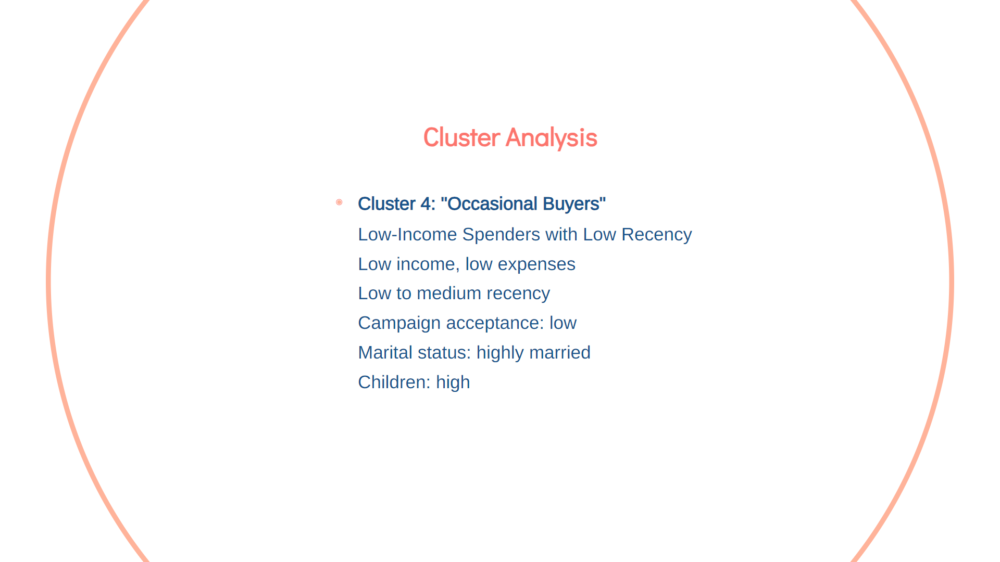 Cluster Analysis
Cluster 4: "Occasional Buyers"
Low-Income Spenders with Low Recency
Low income, low expenses
Low to medium recency
Campaign acceptance: low
Marital status: highly married
Children: high